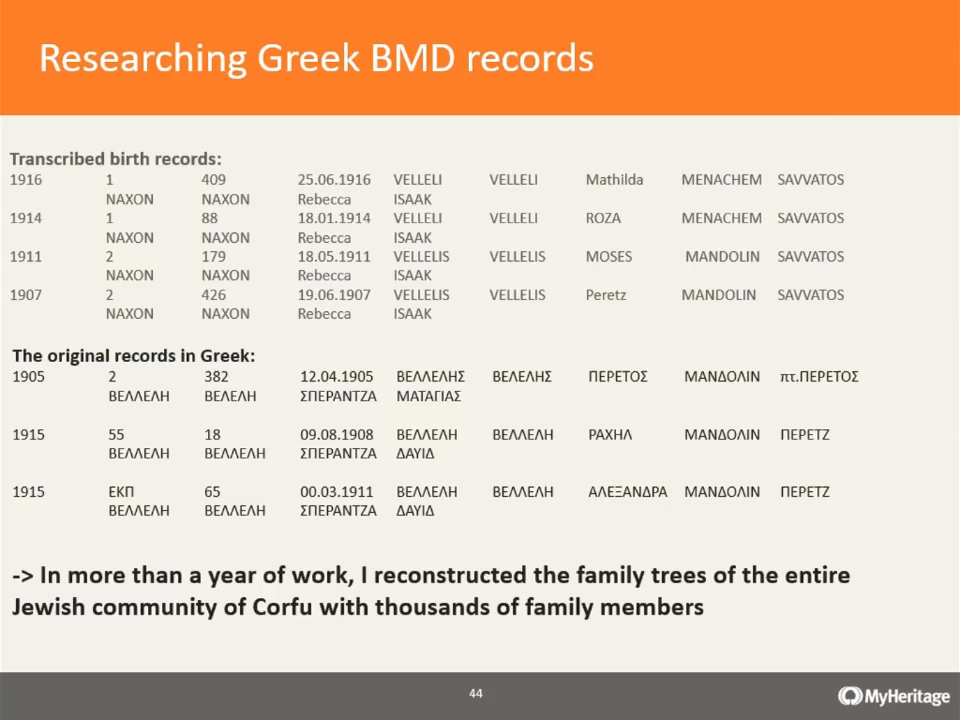 Researching Greek BMD records
Transcribed birth records:
1916 1 409 25.06.1916 VELLELI VELLELI Mathilda MENACHEM SAVVATOS
NAXON NAXON Rebecca ISAAK
1914 1 88 18.01.1914 VELLELI VELLELI ROZA MENACHEM SAVVATOS
NAXON NAXON Rebecca ISAAK
1911 2 179 18.05.1911 VELLELIS VELLELIS MOSES MANDOLIN SAVVATOS
NAXON NAXON Rebecca ISAAK
1907 2 426 19.06.1907 VELLELIS VELLELIS Peretz MANDOLIN SAVVATOS
NAXON NAXON Rebecca ISAAK
The original records in Greek:
1905 2 382 12.04.1905 ΒΕΛΛΕΛΗΣ ΒΕΛΕΛΗΣ ΠΕΡΕΤΟΣ ΜΑΝΔΟΛΙΝ πτ.ΠΕΡΕΤΟΣ
ΒΕΛΛΕΛΗ ΒΕΛΕΛΗ ΣΠΕΡΑΝΤΖΑ ΜΑΤΑΓΙΑΣ
1915 55 18 09.08.1908 ΒΕΛΛΕΛΗ ΒΕΛΛΕΛΗ ΡΑΧΗΛ ΜΑΝΔΟΛΙΝ ΠΕΡΕΤΖ
ΒΕΛΛΕΛΗ ΒΕΛΛΕΛΗ ΣΠΕΡΑΝΤΖΑ ΔΑΥΙΔ
1915 ΕΚΠ 65 00.03.1911 ΒΕΛΛΕΛΗ ΒΕΛΛΕΛΗ ΑΛΕΞΑΝΔΡΑ ΜΑΝΔΟΛΙΝ ΠΕΡΕΤΖ
ΒΕΛΛΕΛΗ ΒΕΛΛΕΛΗ ΣΠΕΡΑΝΤΖΑ ΔΑΥΙΔ
-> In more than a year of work, I reconstructed the family trees of the entire
Jewish community of Corfu with thousands of family members
44
MyHeritage